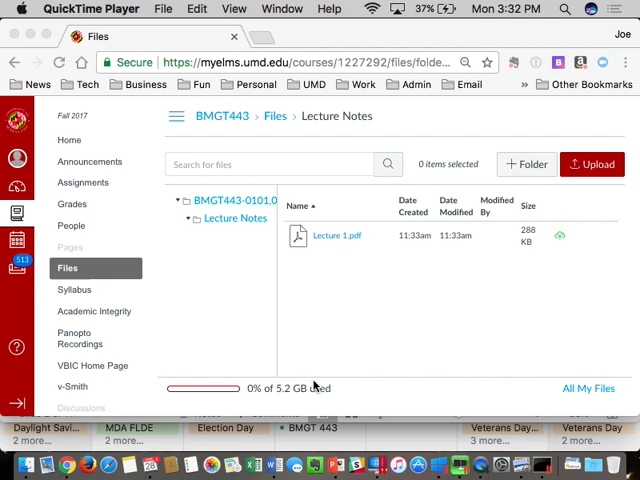 QuickTime Player File Edit View Window Help 37% Mon 3:32 PM
Files Joe
Secure https://myelms.umd.edu/courses/1227292/files/folde...
News Tech Business Fun Personal UMD Work Admin Email Other Bookmarks
Fall 2017
BMGT443 > Files > Lecture Notes
Home
Announcements
Assignments
Grades
People
Pages
Files
Syllabus
Academic Integrity
Panopto
Recordings
VBIC Home Page
v-Smith
Discussions
513
Search for files
0 items selected
+ Folder
Upload
BMGT443-0101,0
Lecture Notes
Name Date Created Date Modified Modified By Size
Lecture 1.pdf 11:33am 11:33am 288 KB
0% of 5.2 GB used
All My Files
Daylight Savi... MDA FLDE Election Day • BMGT 443 Veterans Day... Veterans Day
2 more... 2 more... 3 more... 2 more...
28